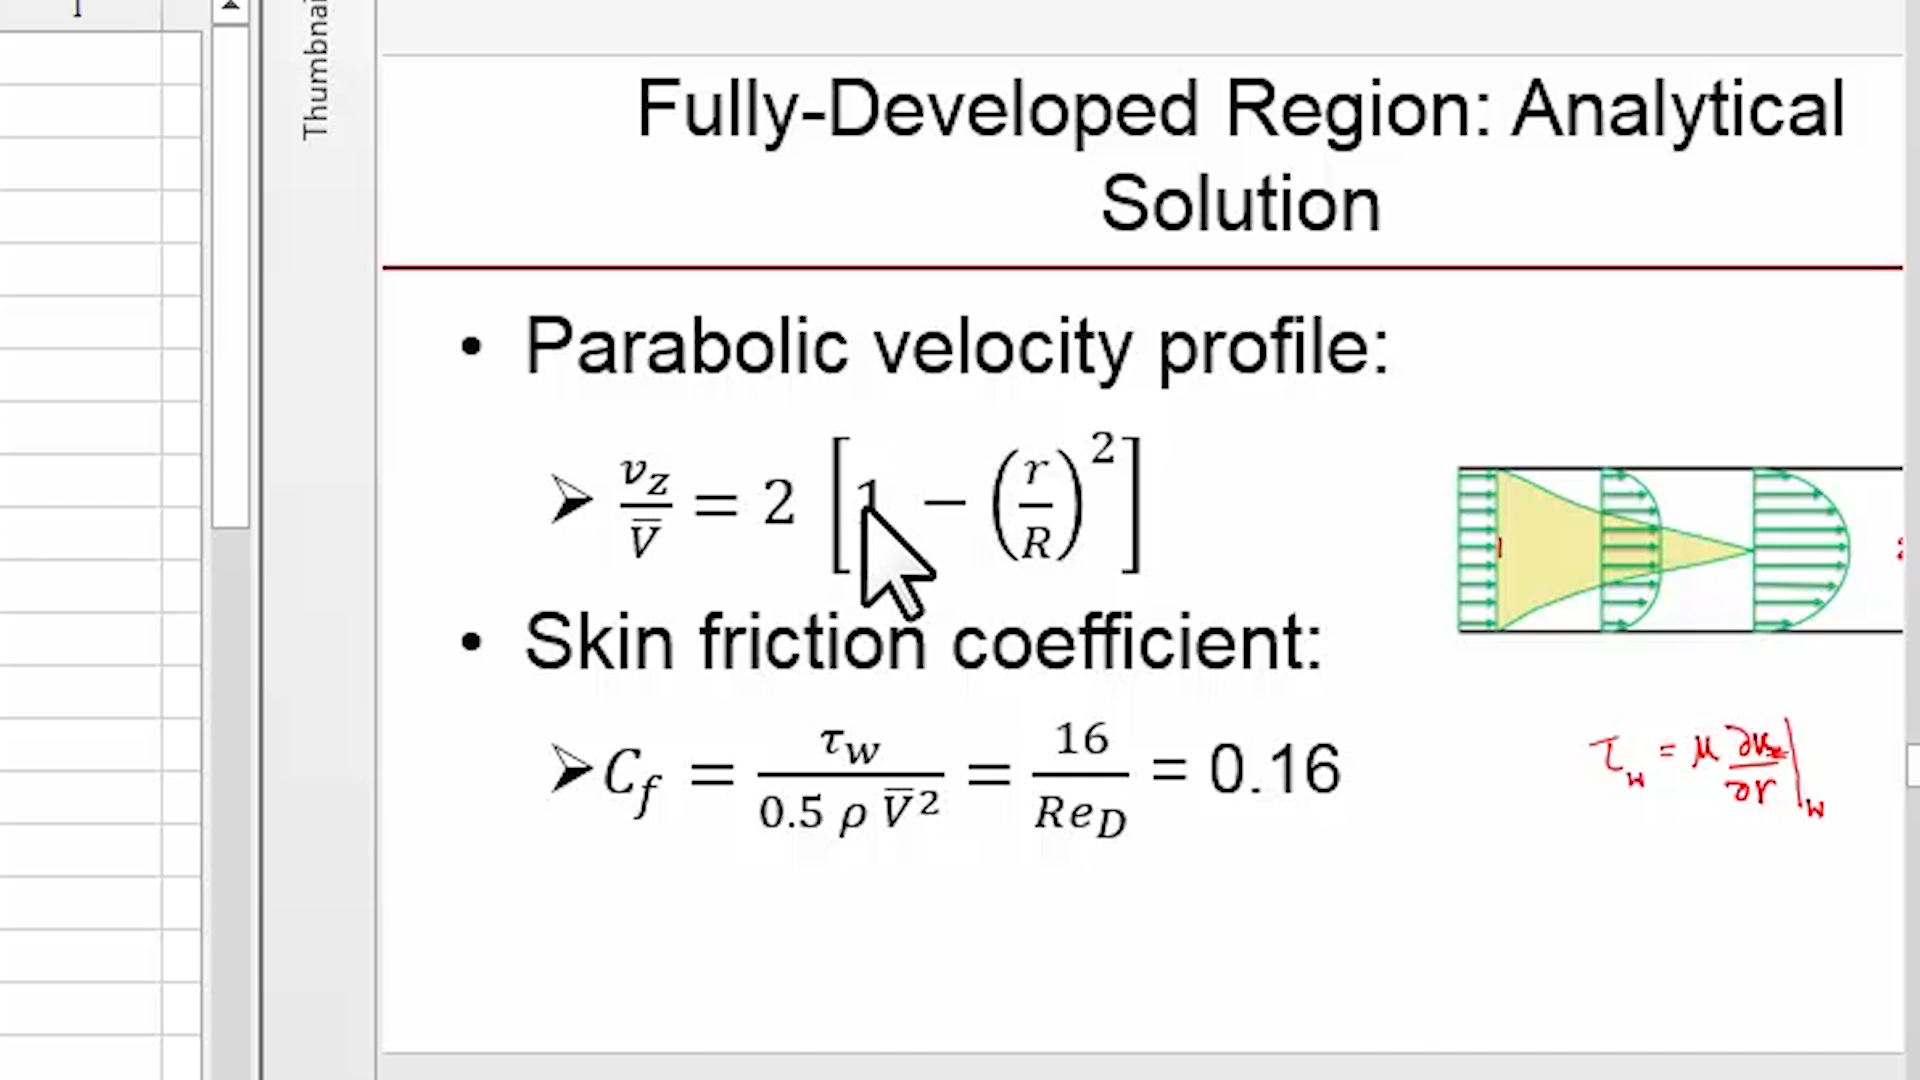 Thumbnai
Fully-Developed Region: Analytical
Solution
• Parabolic velocity profile:
➢ v_z / V̅ = 2 [1 − (r/R)^2]
• Skin friction coefficient:
➢ C_f = τ_w / (0.5 ρ V̅^2) = 16 / Re_D = 0.16
τ_w = μ ∂v_z/∂r |_w